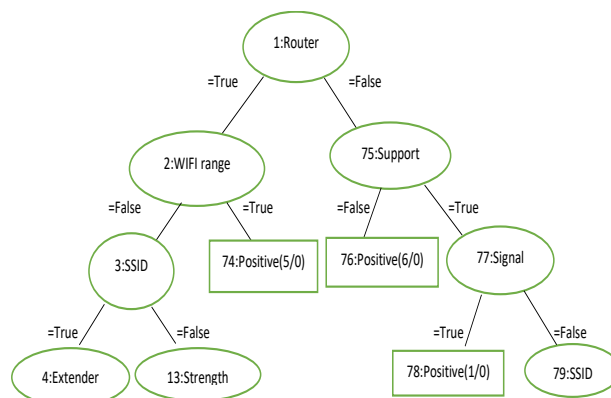 1:Router
=True
=False
2:WIFI range
75:Support
=False
=True
=False
=True
3:SSID
74:Positive(5/0)
76:Positive(6/0)
77:Signal
=True
=False
=True
=False
4:Extender
13:Strength
78:Positive(1/0)
79:SSID